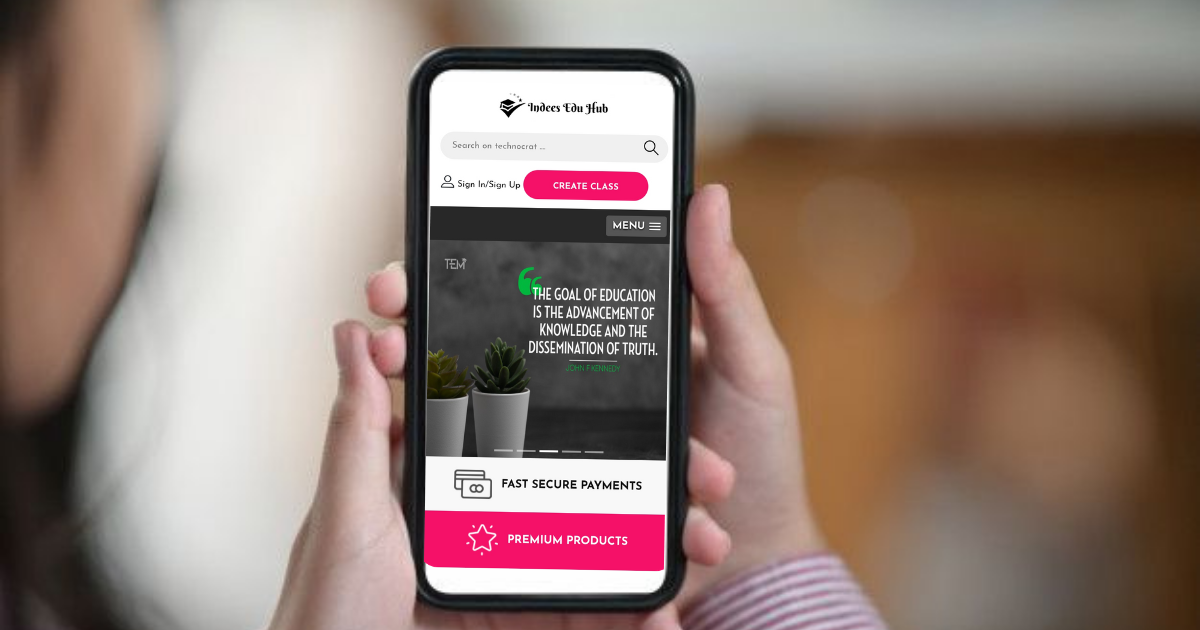 Indees Edu Hub
Search on technocrat ...
Sign In/Sign Up
CREATE CLASS
MENU
TEM
THE GOAL OF EDUCATION
IS THE ADVANCEMENT OF
KNOWLEDGE AND THE
DISSEMINATION OF TRUTH.
JOHN F KENNEDY
FAST SECURE PAYMENTS
PREMIUM PRODUCTS